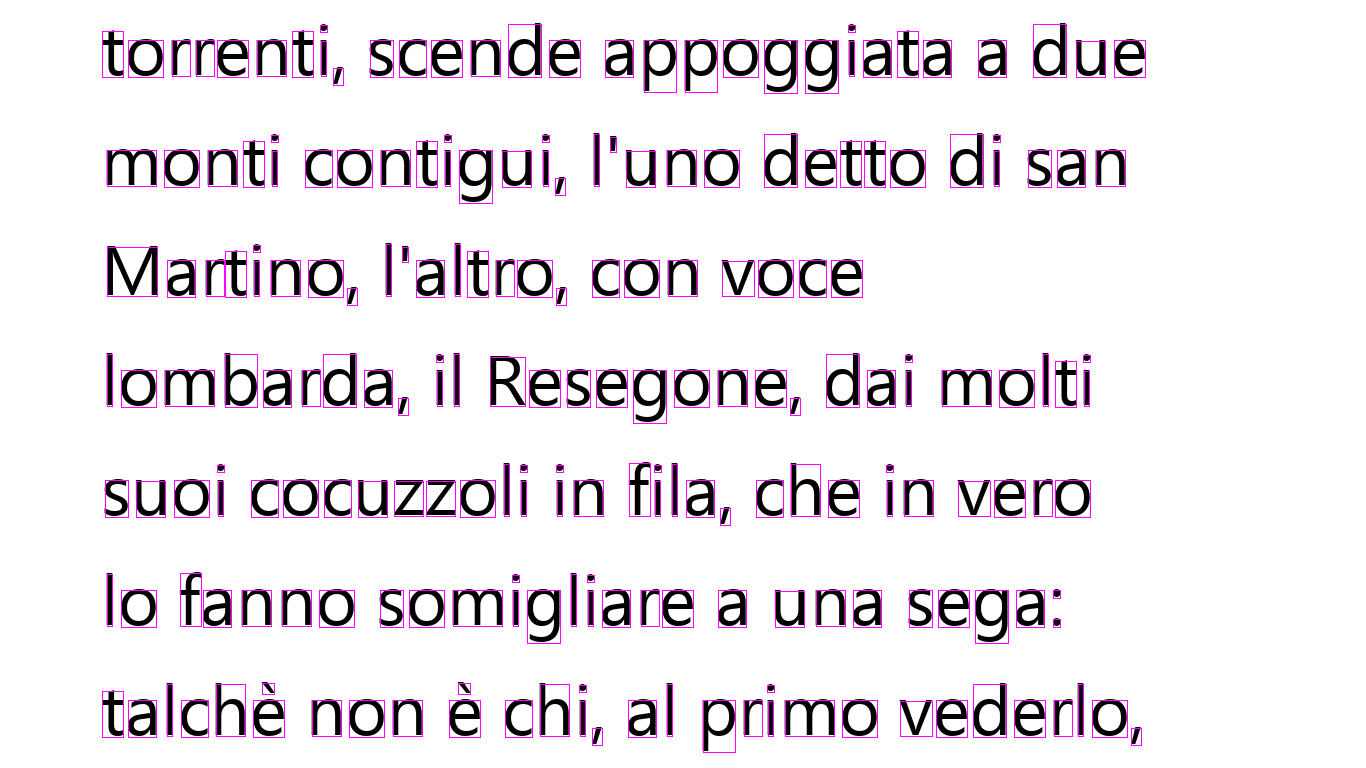 torrenti, scende appoggiata a due
monti contigui, l'uno detto di san
Martino, l'altro, con voce
lombarda, il Resegone, dai molti
suoi cocuzzoli in fila, che in vero
lo fanno somigliare a una sega:
talchè non è chi, al primo vederlo,